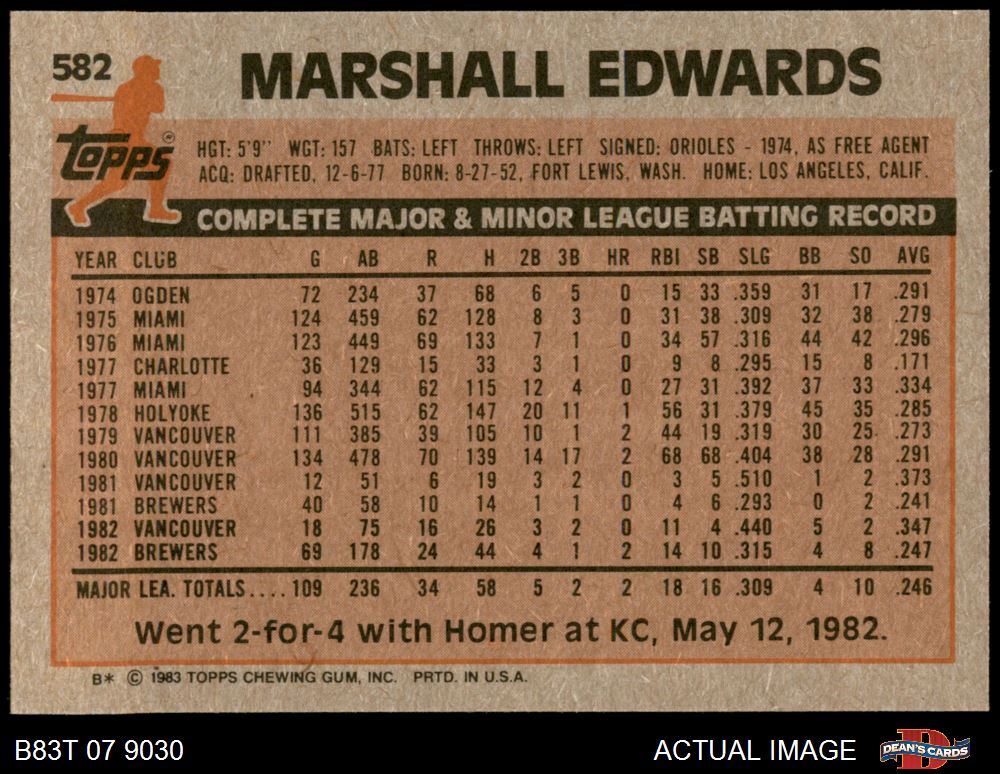 582
MARSHALL EDWARDS
Topps®
HGT: 5'9" WGT: 157 BATS: LEFT THROWS: LEFT SIGNED: ORIOLES - 1974, AS FREE AGENT
ACQ: DRAFTED, 12-6-77 BORN: 8-27-52, FORT LEWIS, WASH. HOME: LOS ANGELES, CALIF.
COMPLETE MAJOR & MINOR LEAGUE BATTING RECORD
YEAR CLUB G AB R H 2B 3B HR RBI SB SLG BB SO AVG
1974 OGDEN 72 234 37 68 6 5 0 15 33 .359 31 17 .291
1975 MIAMI 124 459 62 128 8 3 0 31 38 .309 32 38 .279
1976 MIAMI 123 449 69 133 7 1 0 34 57 .316 44 42 .296
1977 CHARLOTTE 36 129 15 33 3 1 0 9 8 .295 15 8 .171
1977 MIAMI 94 344 62 115 12 4 0 27 31 .392 37 33 .334
1978 HOLYOKE 136 515 62 147 20 11 1 56 31 .379 45 35 .285
1979 VANCOUVER 111 385 39 105 10 1 2 44 19 .319 30 25 .273
1980 VANCOUVER 134 478 70 139 14 17 2 68 68 .404 38 28 .291
1981 VANCOUVER 12 51 6 19 3 2 0 3 5 .510 1 2 .373
1981 BREWERS 40 58 10 14 1 1 0 4 6 .293 0 2 .241
1982 VANCOUVER 18 75 16 26 3 2 0 11 4 .440 5 2 .347
1982 BREWERS 69 178 24 44 4 1 2 14 10 .315 4 8 .247
MAJOR LEA. TOTALS.... 109 236 34 58 5 2 2 18 16 .309 4 10 .246
Went 2-for-4 with Homer at KC, May 12, 1982.
B* © 1983 TOPPS CHEWING GUM, INC. PRTD. IN U.S.A.
B83T 07 9030
ACTUAL IMAGE
DEAN'S CARDS